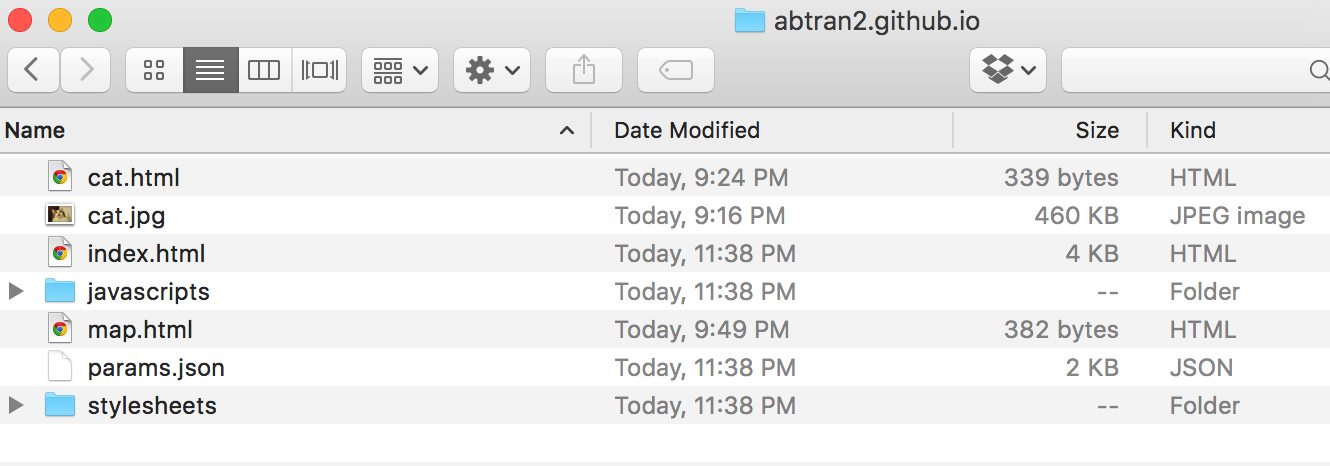 abtran2.github.io
Name Date Modified Size Kind
cat.html Today, 9:24 PM 339 bytes HTML
cat.jpg Today, 9:16 PM 460 KB JPEG image
index.html Today, 11:38 PM 4 KB HTML
javascripts Today, 11:38 PM -- Folder
map.html Today, 9:49 PM 382 bytes HTML
params.json Today, 11:38 PM 2 KB JSON
stylesheets Today, 11:38 PM -- Folder